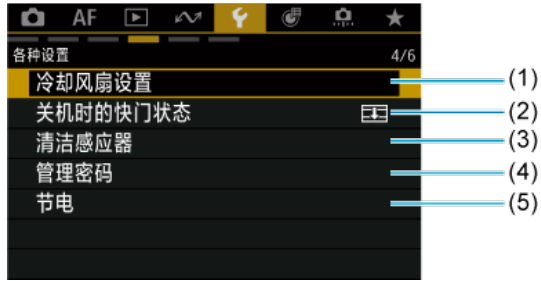 AF
各种设置 4/6
冷却风扇设置 (1)
关机时的快门状态 (2)
清洁感应器 (3)
管理密码 (4)
节电 (5)